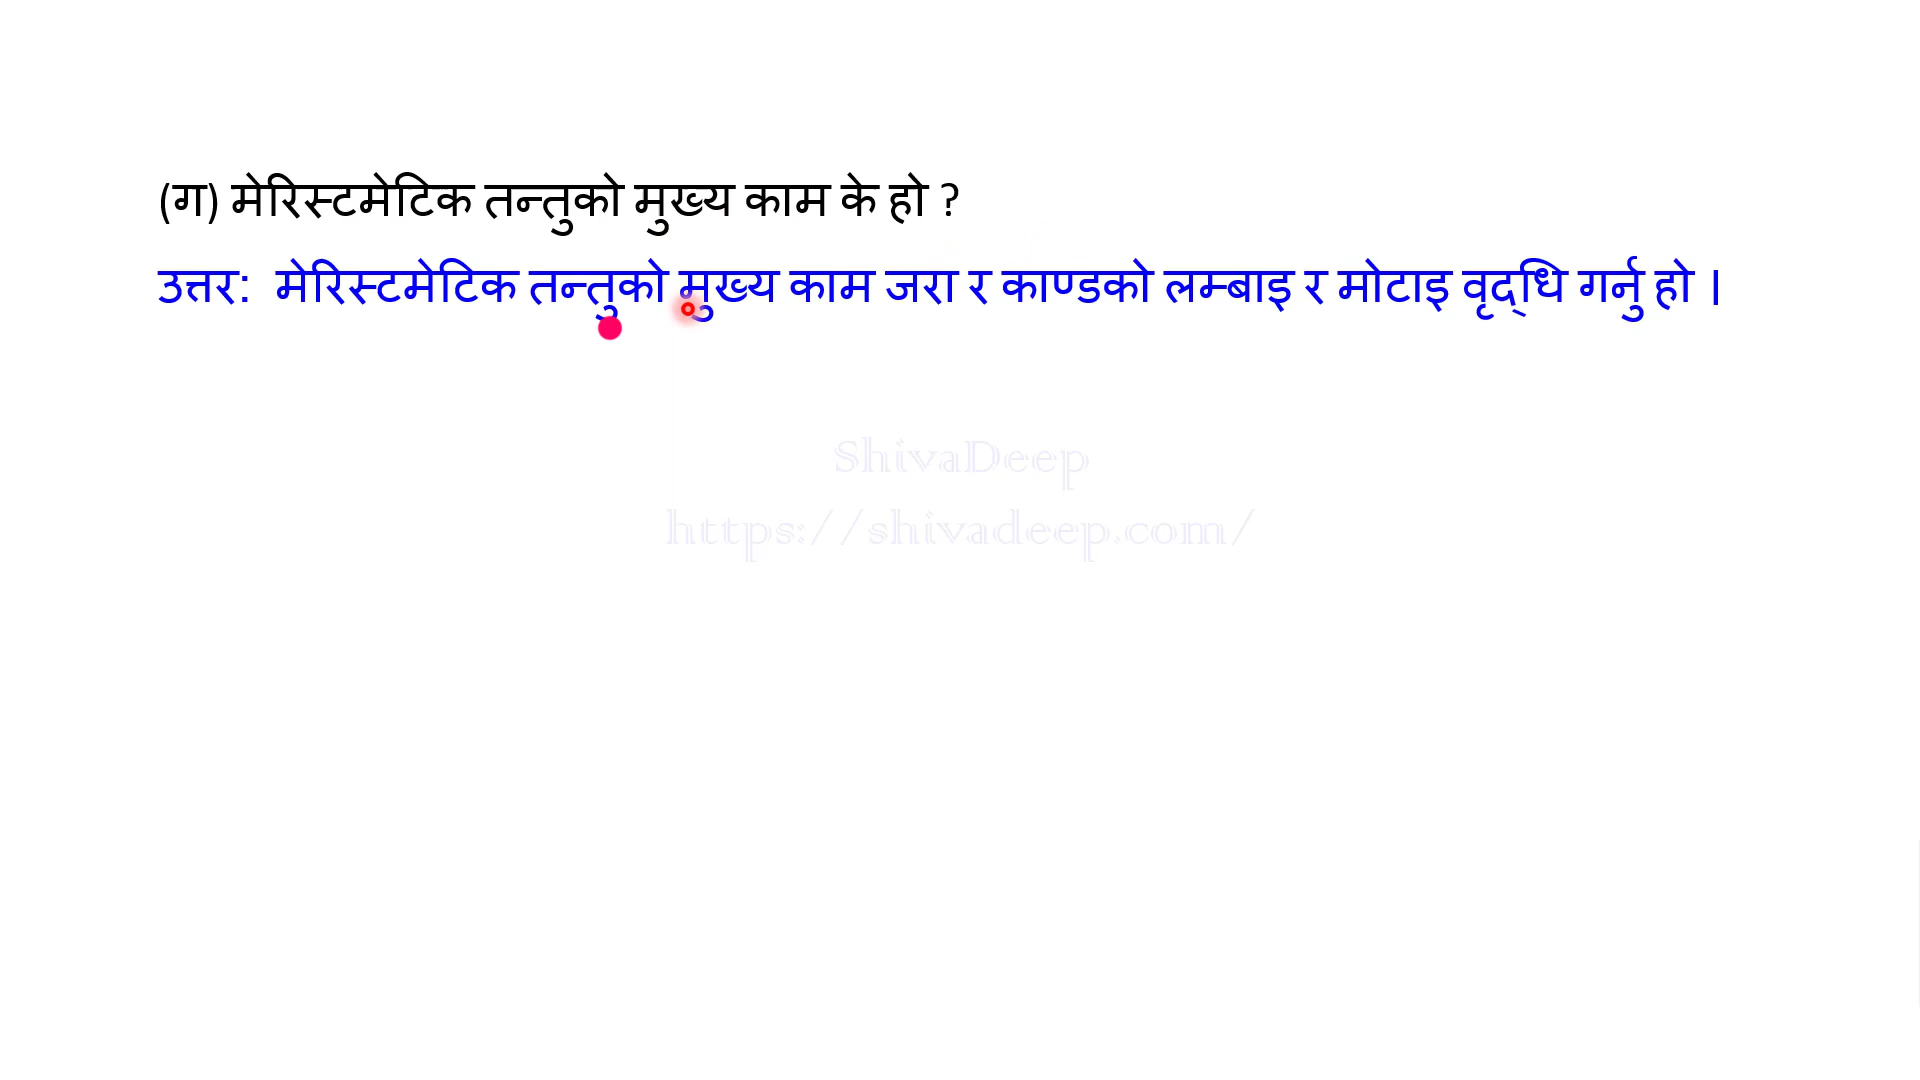 (ग) मेरिस्टमेटिक तन्तुको मुख्य काम के हो ?
उत्तर: मेरिस्टमेटिक तन्तुको मुख्य काम जरा र काण्डको लम्बाइ र मोटाइ वृद्‌धि गर्नु हो ।
ShivaDeep
https://shivadeep.com/